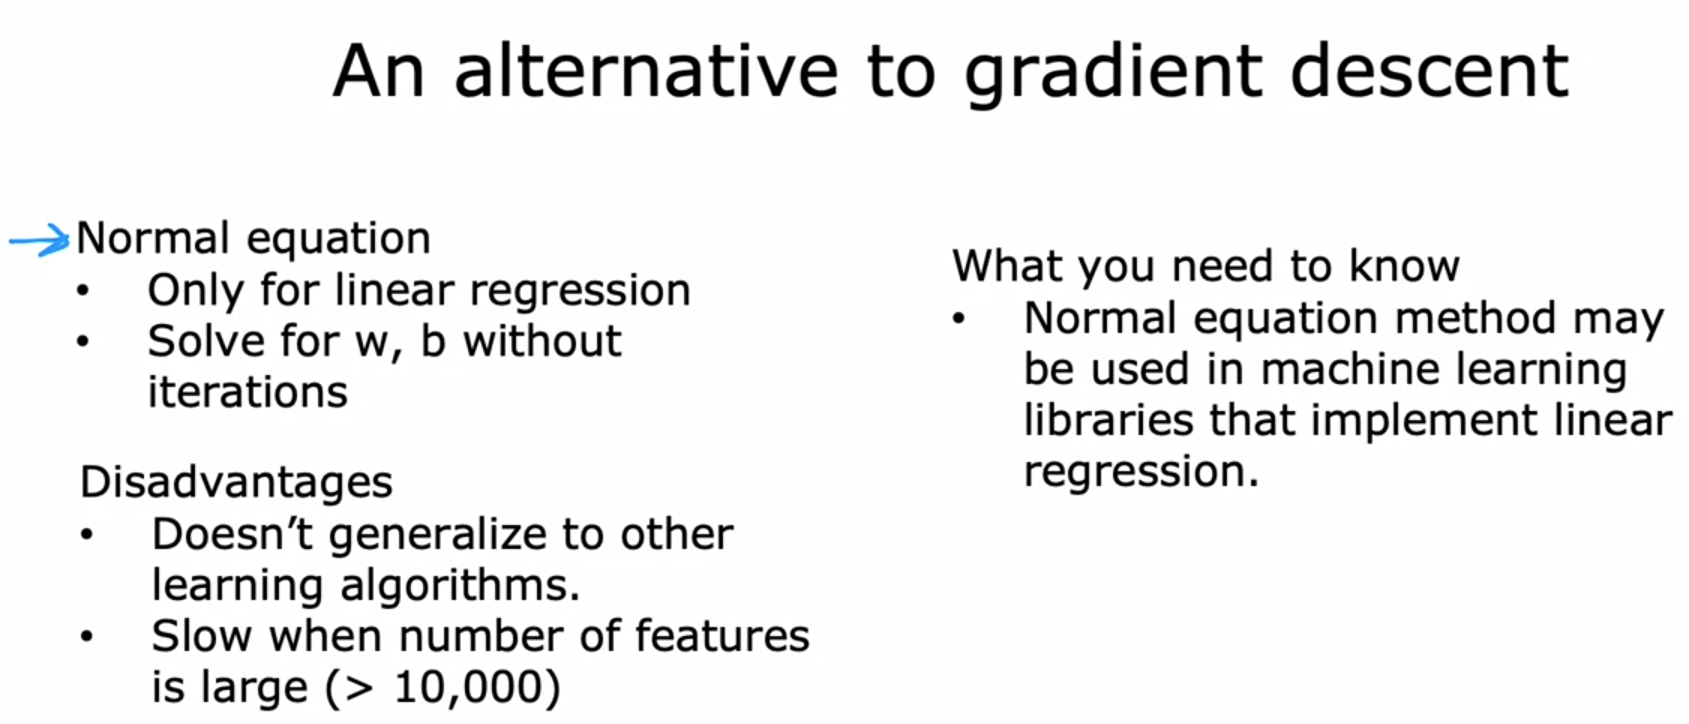 An alternative to gradient descent
Normal equation
• Only for linear regression
• Solve for w, b without
iterations
Disadvantages
• Doesn't generalize to other
learning algorithms.
• Slow when number of features
is large (> 10,000)
What you need to know
• Normal equation method may
be used in machine learning
libraries that implement linear
regression.